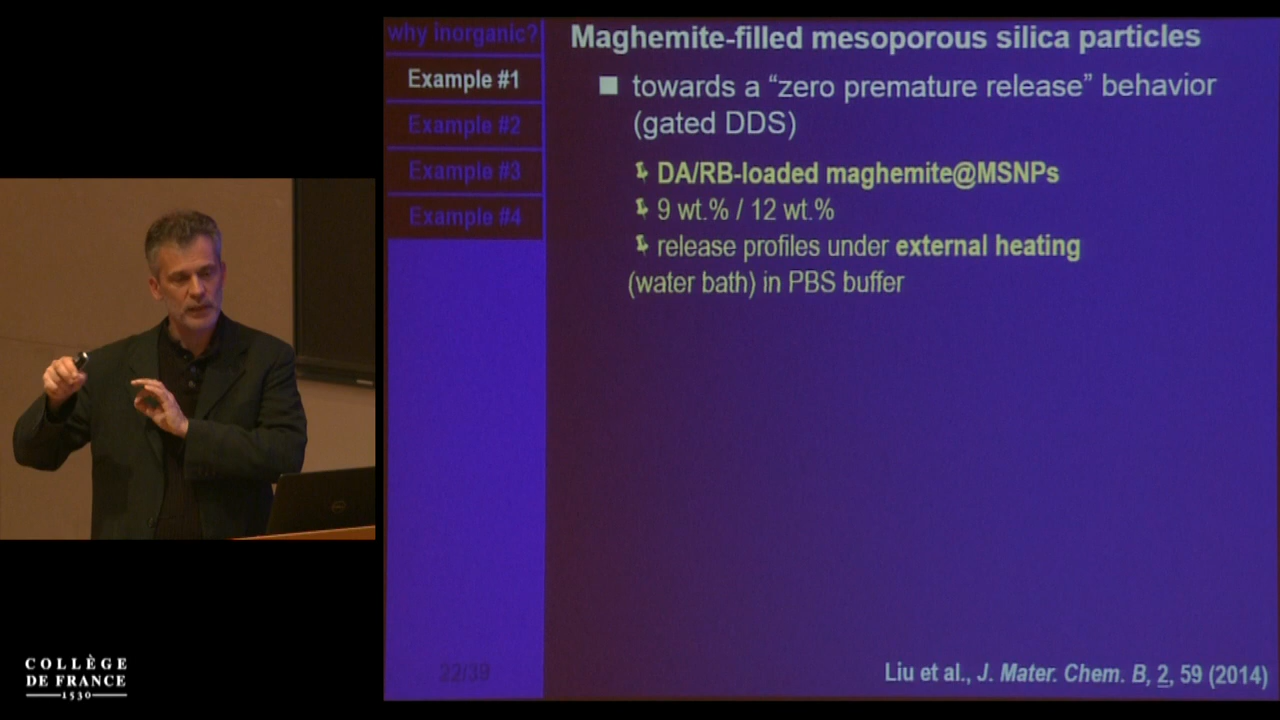 why inorganic?
Example #1
Example #2
Example #3
Example #4
Maghemite-filled mesoporous silica particles
towards a “zero premature release” behavior
(gated DDS)
DA/RB-loaded maghemite@MSNPs
9 wt.% / 12 wt.%
release profiles under external heating
(water bath) in PBS buffer
22/39
Liu et al., J. Mater. Chem. B, 2, 59 (2014)
COLLÈGE
DE FRANCE
1530